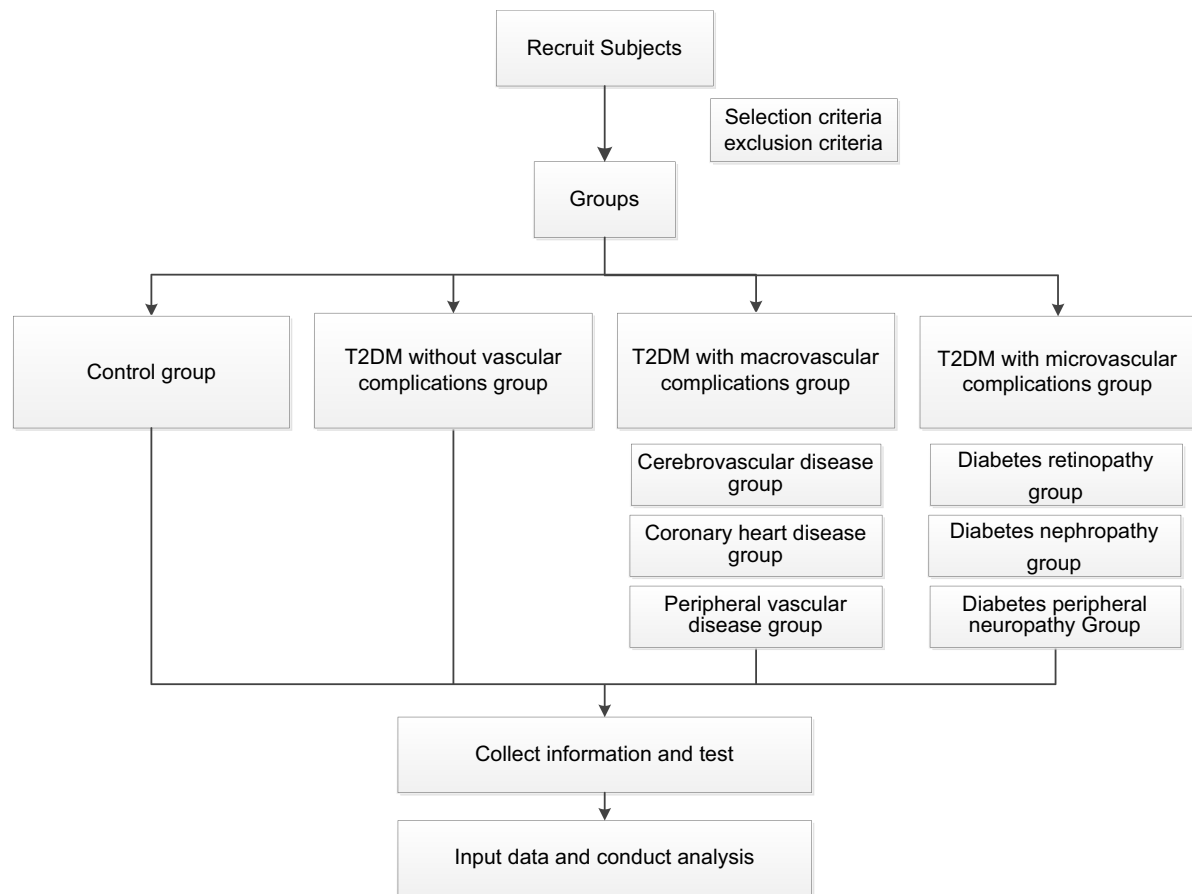 Recruit Subjects
Selection criteria
exclusion criteria
Groups
Control group
T2DM without vascular
complications group
T2DM with macrovascular
complications group
T2DM with microvascular
complications group
Cerebrovascular disease
group
Coronary heart disease
group
Peripheral vascular
disease group
Diabetes retinopathy
group
Diabetes nephropathy
group
Diabetes peripheral
neuropathy Group
Collect information and test
Input data and conduct analysis